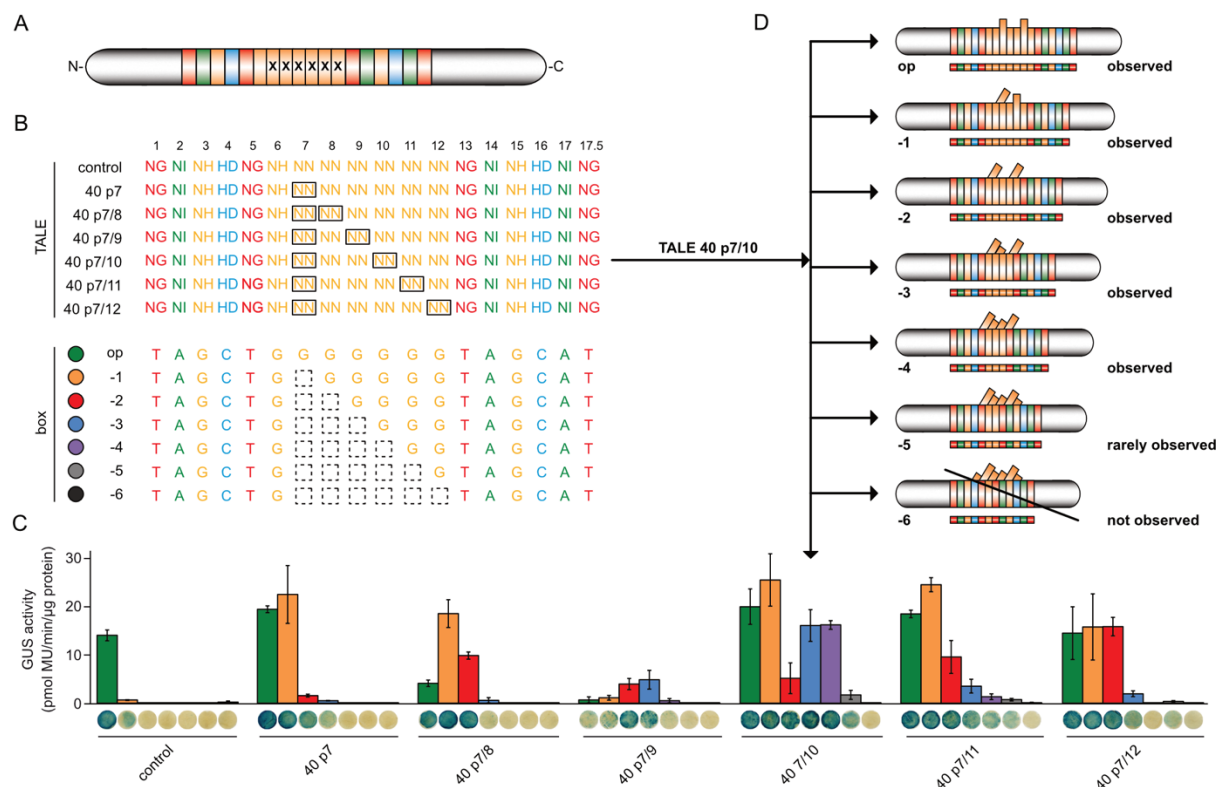 A
N-
x x x x x x
-C
B
1 2 3 4 5 6 7 8 9 10 11 12 13 14 15 16 17 17.5
TALE
control NG NI NH HD NG NH NN NN NN NN NN NN NG NI NH HD NI NG
40 p7 NG NI NH HD NG NH NN NN NN NN NN NN NG NI NH HD NI NG
40 p7/8 NG NI NH HD NG NH NN NN NN NN NN NN NG NI NH HD NI NG
40 p7/9 NG NI NH HD NG NH NN NN NN NN NN NN NG NI NH HD NI NG
40 p7/10 NG NI NH HD NG NH NN NN NN NN NN NN NG NI NH HD NI NG
40 p7/11 NG NI NH HD NG NH NN NN NN NN NN NN NG NI NH HD NI NG
40 p7/12 NG NI NH HD NG NH NN NN NN NN NN NN NG NI NH HD NI NG
box
op T A G C T G G G G G G G T A G C A T
-1 T A G C T G G G G G G T A G C A T
-2 T A G C T G G G G G T A G C A T
-3 T A G C T G G G G T A G C A T
-4 T A G C T G G G T A G C A T
-5 T A G C T G G T A G C A T
-6 T A G C T G T A G C A T
TALE 40 p7/10
C
GUS activity
(pmol MU/min/µg protein)
30
20
10
0
control
40 p7
40 p7/8
40 p7/9
40 7/10
40 p7/11
40 p7/12
D
op observed
-1 observed
-2 observed
-3 observed
-4 observed
-5 rarely observed
-6 not observed